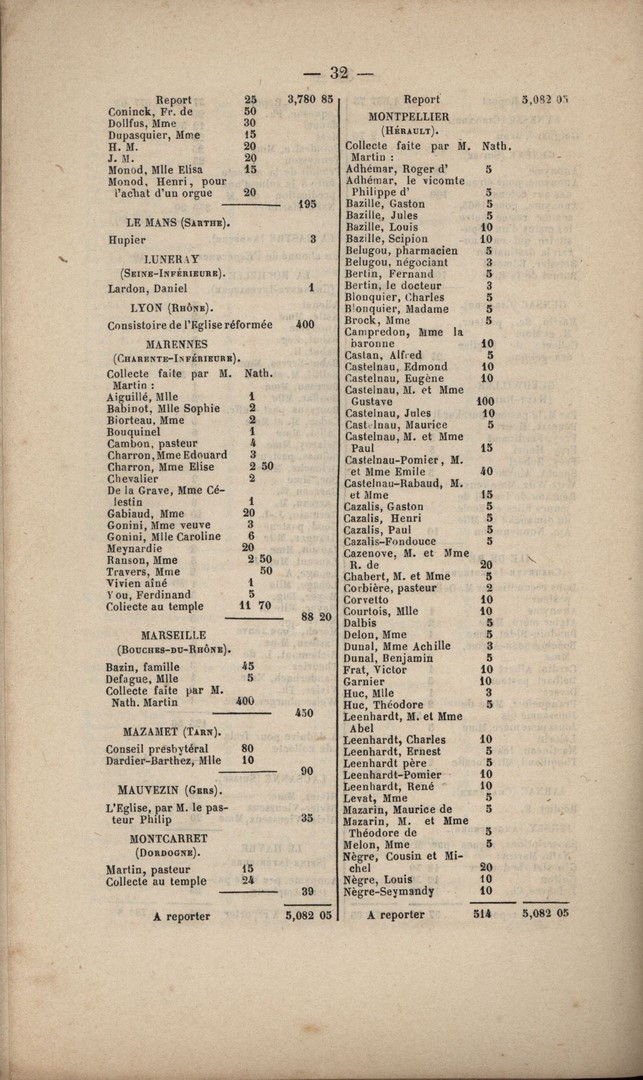 — 32 —
Report 25 3,780 85
Coninck, Fr. de 50
Dollfus, Mme 30
Dupasquier, Mme 15
H. M. 20
J. M. 20
Monod, Mlle Elisa 15
Monod, Henri, pour
l'achat d'un orgue 20
195
LE MANS (SARTHE).
Hupier 3
LUNERAY
(SEINE-INFÉRIEURE).
Lardon, Daniel 1
LYON (RHÔNE).
Consistoire de l'Eglise réformée 400
MARENNES
(CHARENTE-INFÉRIEURE).
Collecte faite par M. Nath.
Martin :
Aiguillé, Mlle 1
Babinot, Mlle Sophie 2
Biorteau, Mme 2
Bouquinel 1
Cambon, pasteur 4
Charron, Mme Edouard 3
Charron, Mme Elise 2 50
Chevalier 2
De la Grave, Mme Cé-
lestin 1
Gabiaud, Mme 20
Gonini, Mme veuve 3
Gonini, Mlle Caroline 6
Meynardie 20
Ranson, Mme 2 50
Travers, Mme 50
Vivien aîné 1
You, Ferdinand 5
Collecte au temple 11 70
88 20
MARSEILLE
(BOUCHES-DU-RHÔNE).
Bazin, famille 45
Defague, Mlle 5
Collecte faite par M.
Nath. Martin 400
450
MAZAMET (TARN).
Conseil presbytéral 80
Dardier-Barthez, Mlle 10
90
MAUVEZIN (GERS).
L'Eglise, par M. le pas-
teur Philip 35
MONTCARRET
(DORDOGNE).
Martin, pasteur 15
Collecte au temple 24
39
A reporter 5,082 05
Report 5,082 05
MONTPELLIER
(HÉRAULT).
Collecte faite par M. Nath.
Martin :
Adhémar, Roger d' 5
Adhémar, le vicomte
Philippe d' 5
Bazille, Gaston 5
Bazille, Jules 5
Bazille, Louis 10
Bazille, Scipion 10
Belugou, pharmacien 5
Belugou, négociant 3
Bertin, Fernand 5
Bertin, le docteur 3
Blonquier, Charles 5
Blonquier, Madame 5
Brock, Mme 5
Campredon, Mme la
baronne 10
Castan, Alfred 5
Castelnau, Edmond 10
Castelnau, Eugène 10
Castelnau, M. et Mme
Gustave 100
Castelnau, Jules 10
Castelnau, Maurice 5
Castelnau, M. et Mme
Paul 15
Castelnau-Pomier, M.
et Mme Emile 40
Castelnau-Rabaud, M.
et Mme 15
Cazalis, Gaston 5
Cazalis, Henri 5
Cazalis, Paul 5
Cazalis-Fondouce 5
Cazenove, M. et Mme
R. de 20
Chabert, M. et Mme 5
Corbière, pasteur 2
Corvetto 10
Courtois, Mlle 10
Dalbis 5
Delon, Mme 5
Dunal, Mme Achille 3
Dunal, Benjamin 5
Frat, Victor 10
Garnier 10
Huc, Mlle 3
Huc, Théodore 5
Leenhardt, M. et Mme
Abel
Leenhardt, Charles 10
Leenhardt, Ernest 5
Leenhardt père 5
Leenhardt-Pomier 10
Leenhardt, René 10
Levat, Mme 5
Mazarin, Maurice de 5
Mazarin, M. et Mme
Théodore de 5
Melon, Mme 5
Nègre, Cousin et Mi-
chel 20
Nègre, Louis 10
Nègre-Seymandy 10
A reporter 514 5,082 05